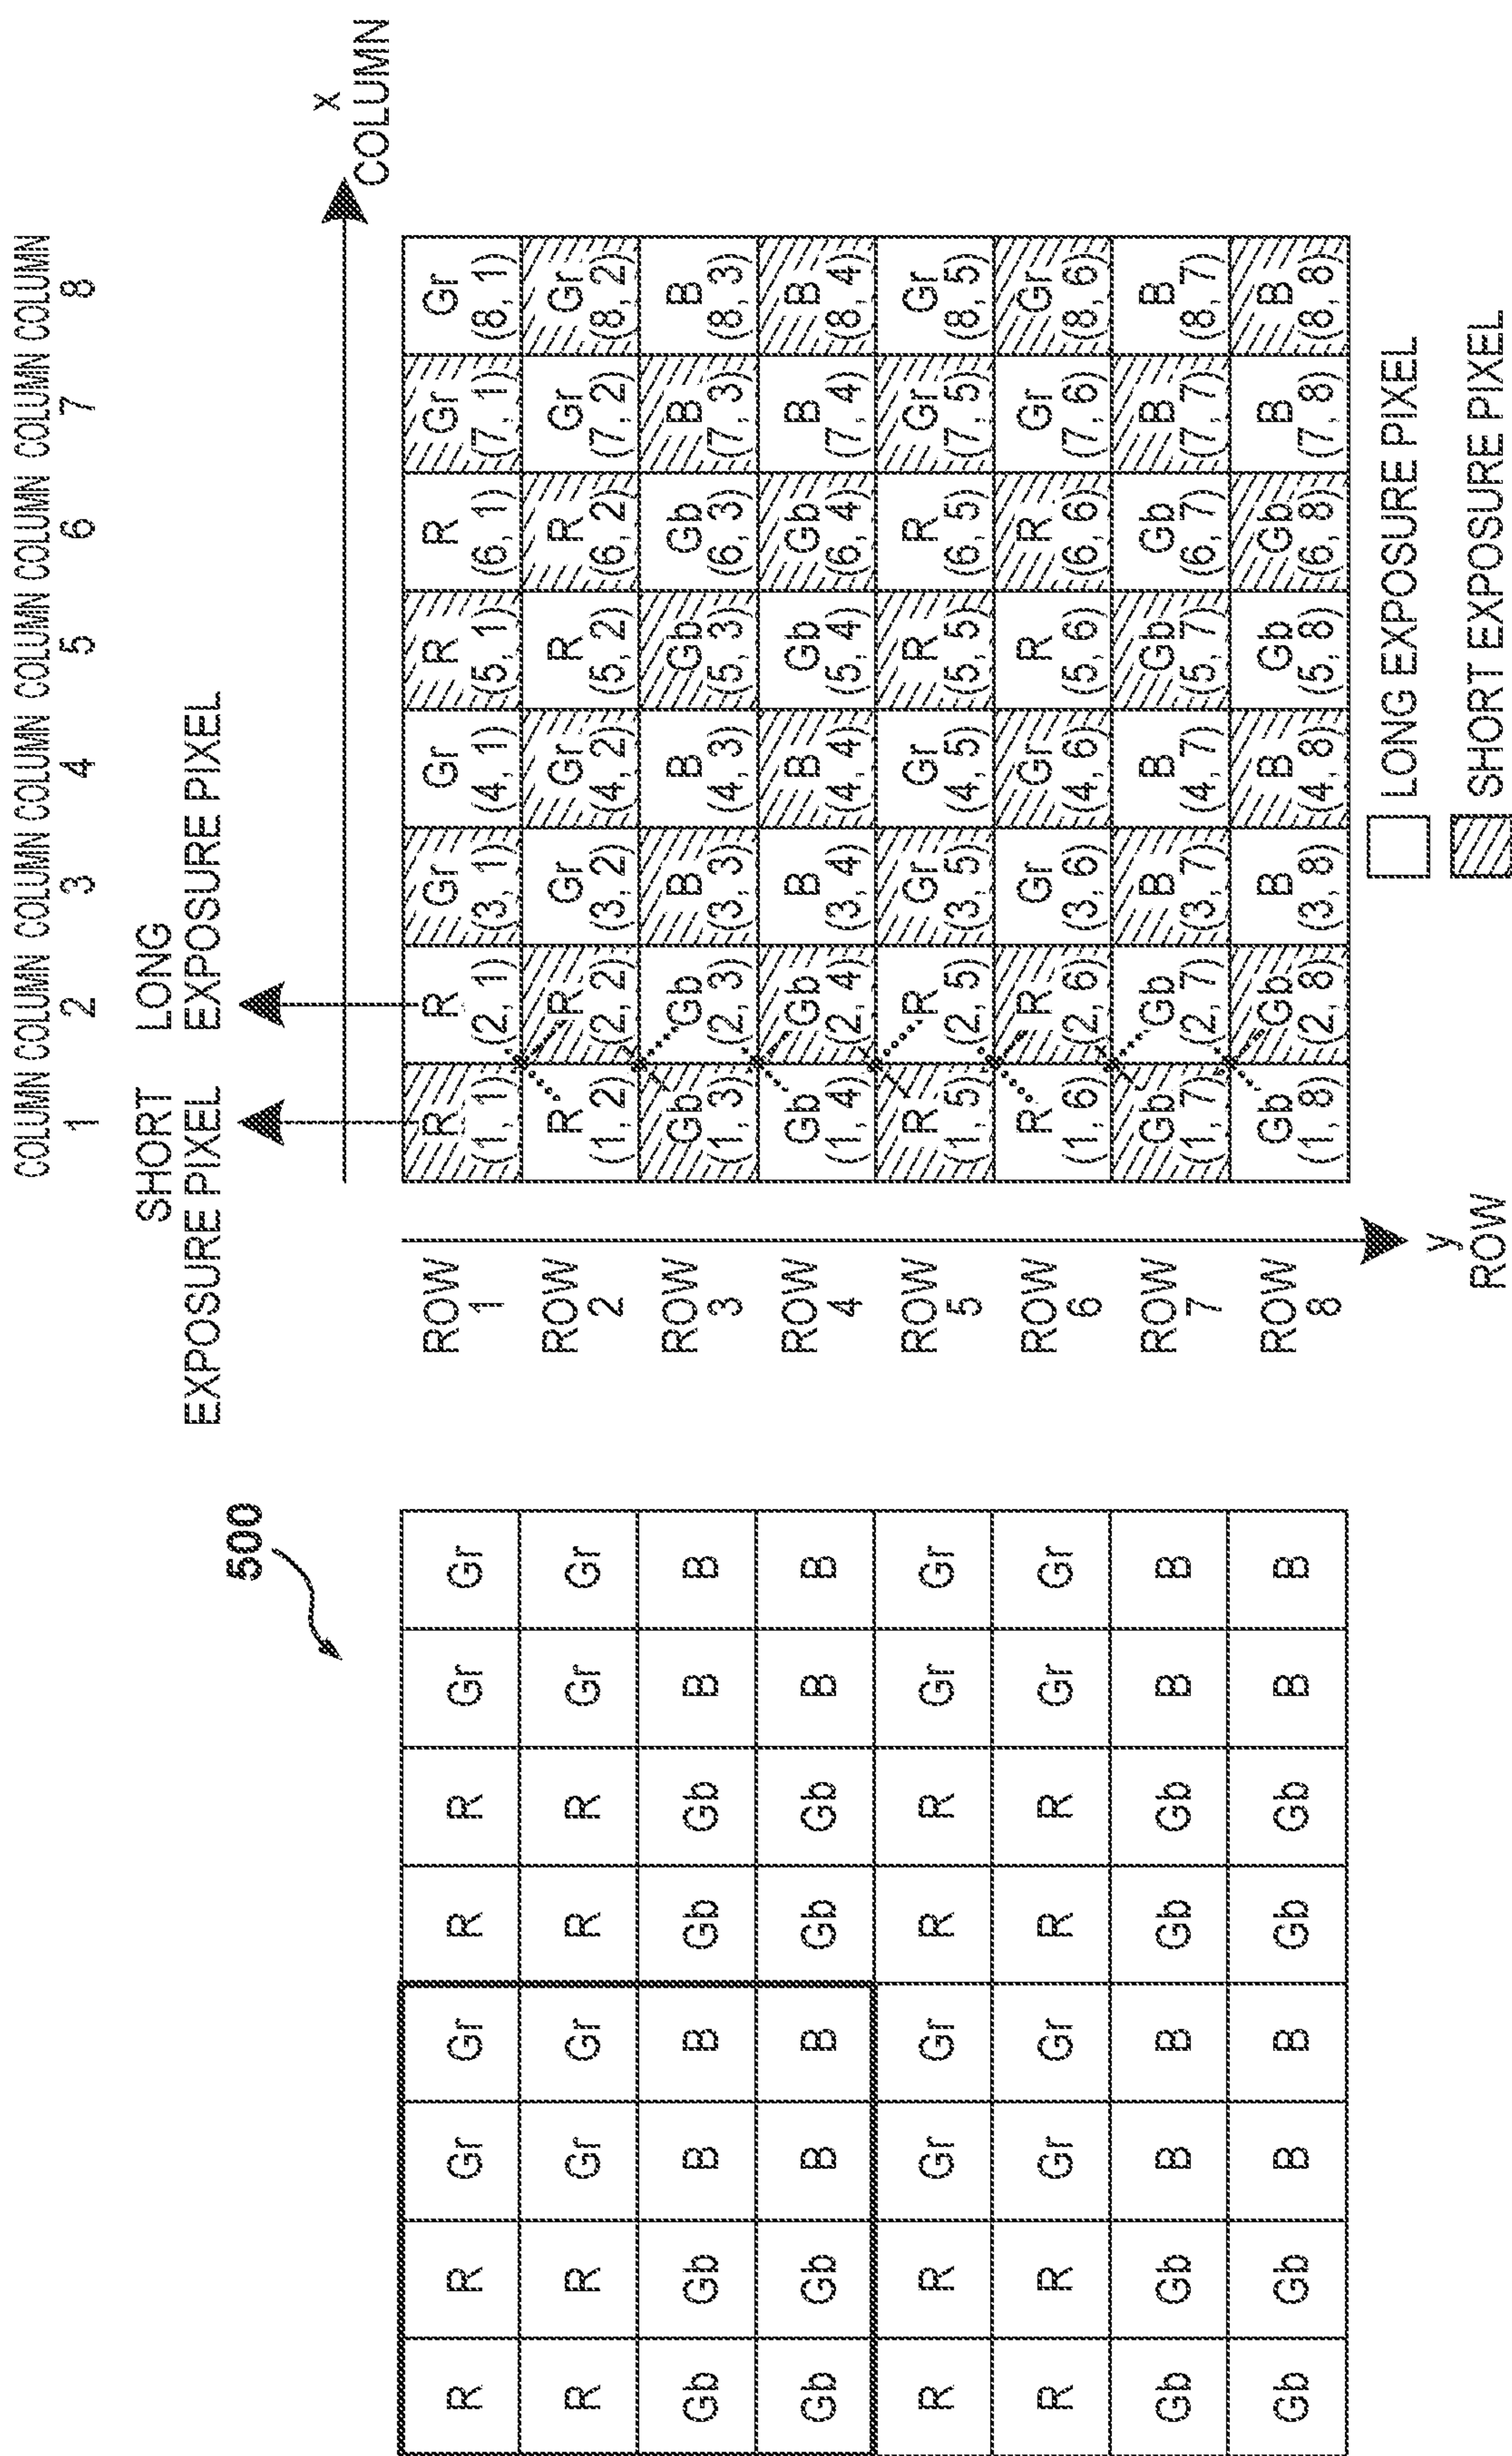 500
R R Gr Gr R R Gr Gr
R R Gr Gr R R Gr Gr
Gb Gb B B Gb Gb B B
Gb Gb B B Gb Gb B B
R R Gr Gr R R Gr Gr
R R Gr Gr R R Gr Gr
Gb Gb B B Gb Gb B B
Gb Gb B B Gb Gb B B
COLUMN COLUMN COLUMN COLUMN COLUMN COLUMN COLUMN COLUMN
1 2 3 4 5 6 7 8
SHORT LONG
EXPOSURE PIXEL EXPOSURE PIXEL
x
COLUMN
ROW R R Gr Gr R R Gr Gr
1 (1, 1) (2, 1) (3, 1) (4, 1) (5, 1) (6, 1) (7, 1) (8, 1)
ROW R R Gr Gr R R Gr Gr
2 (1, 2) (2, 2) (3, 2) (4, 2) (5, 2) (6, 2) (7, 2) (8, 2)
ROW Gb Gb B B Gb Gb B B
3 (1, 3) (2, 3) (3, 3) (4, 3) (5, 3) (6, 3) (7, 3) (8, 3)
ROW Gb Gb B B Gb Gb B B
4 (1, 4) (2, 4) (3, 4) (4, 4) (5, 4) (6, 4) (7, 4) (8, 4)
ROW R R Gr Gr R R Gr Gr
5 (1, 5) (2, 5) (3, 5) (4, 5) (5, 5) (6, 5) (7, 5) (8, 5)
ROW R R Gr Gr R R Gr Gr
6 (1, 6) (2, 6) (3, 6) (4, 6) (5, 6) (6, 6) (7, 6) (8, 6)
ROW Gb Gb B B Gb Gb B B
7 (1, 7) (2, 7) (3, 7) (4, 7) (5, 7) (6, 7) (7, 7) (8, 7)
ROW Gb Gb B B Gb Gb B B
8 (1, 8) (2, 8) (3, 8) (4, 8) (5, 8) (6, 8) (7, 8) (8, 8)
y
ROW
LONG EXPOSURE PIXEL
SHORT EXPOSURE PIXEL